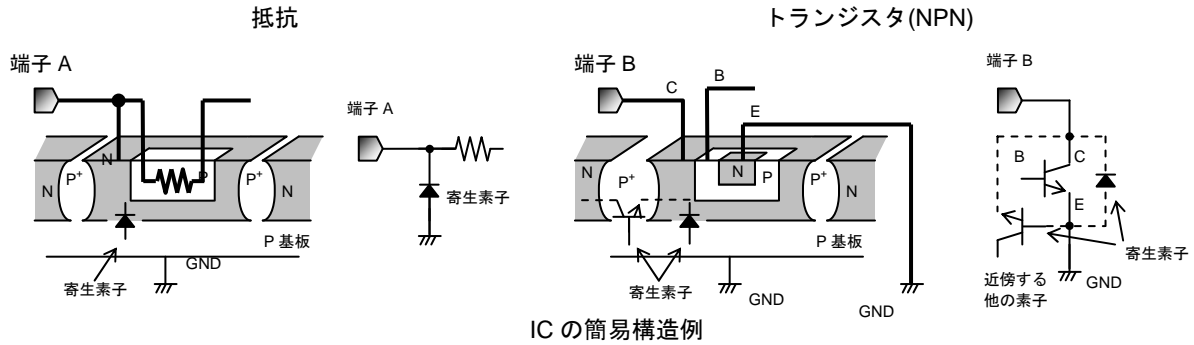 抵抗
トランジスタ(NPN)
端子 A
N
P+
N
P
P+
N
P 基板
GND
寄生素子
端子 A
寄生素子
端子 B
C
B
E
N
P+
N
P
P+
N
P 基板
GND
寄生素子
GND
端子 B
B
C
E
寄生素子
近傍する
他の素子
GND
IC の簡易構造例